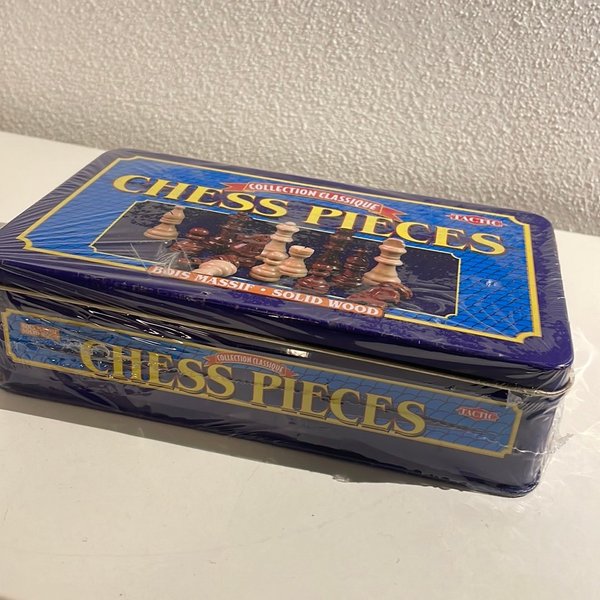 COLLECTION CLASSIQUE
CHESS PIECES
TACTIC
BOIS MASSIF • SOLID WOOD
COLLECTION CLASSIQUE
CHESS PIECES
TACTIC